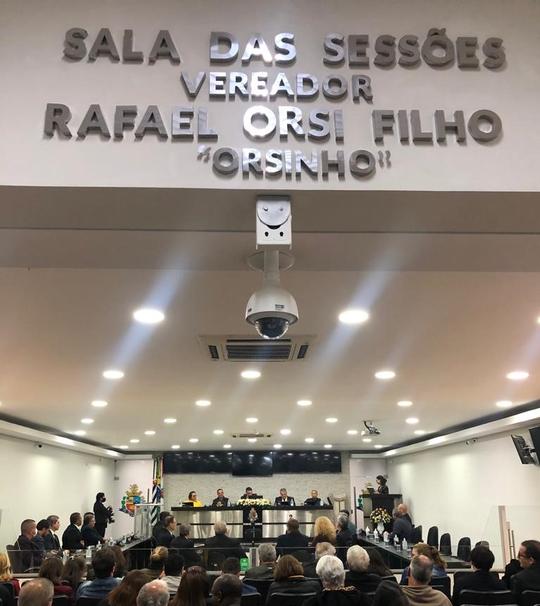 SALA DAS SESSÕES
VEREADOR
RAFAEL ORSI FILHO
"ORSINHO"